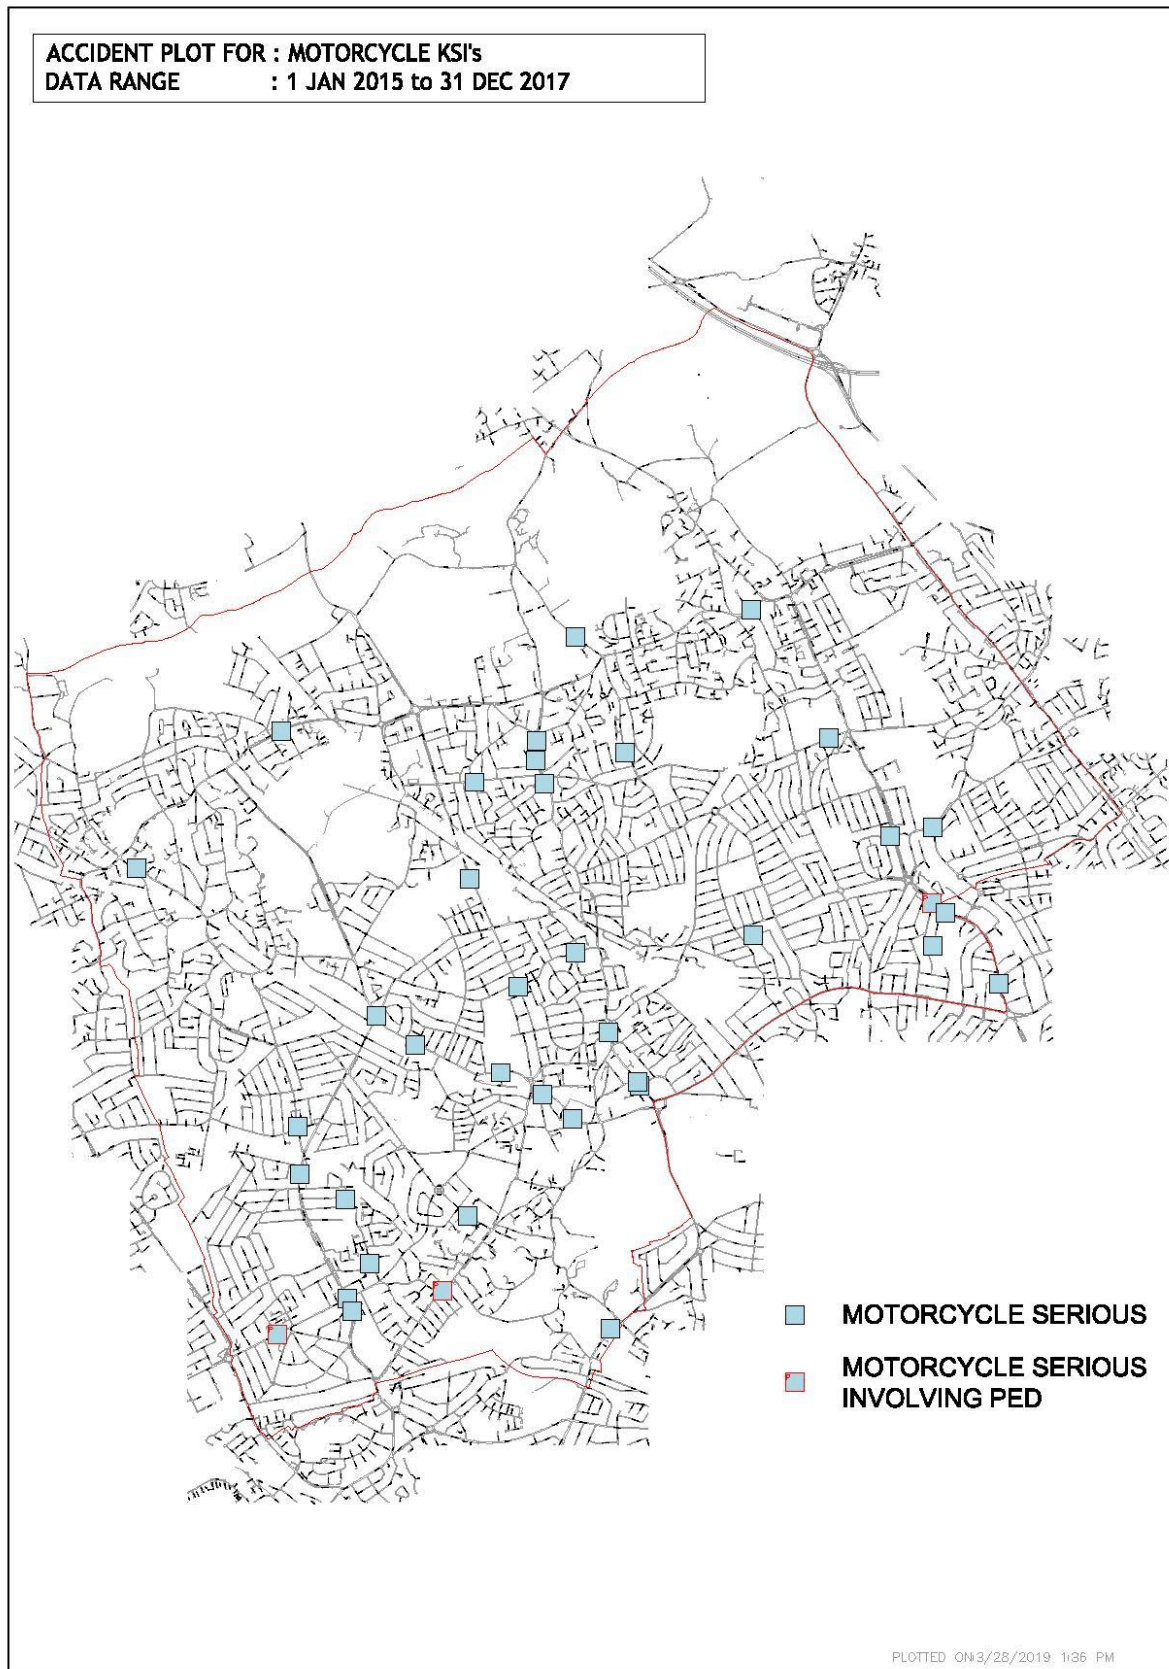 ACCIDENT PLOT FOR : MOTORCYCLE KSI's
DATA RANGE : 1 JAN 2015 to 31 DEC 2017
MOTORCYCLE SERIOUS
MOTORCYCLE SERIOUS
INVOLVING PED
PLOTTED ON:3/28/2019 1:36 PM